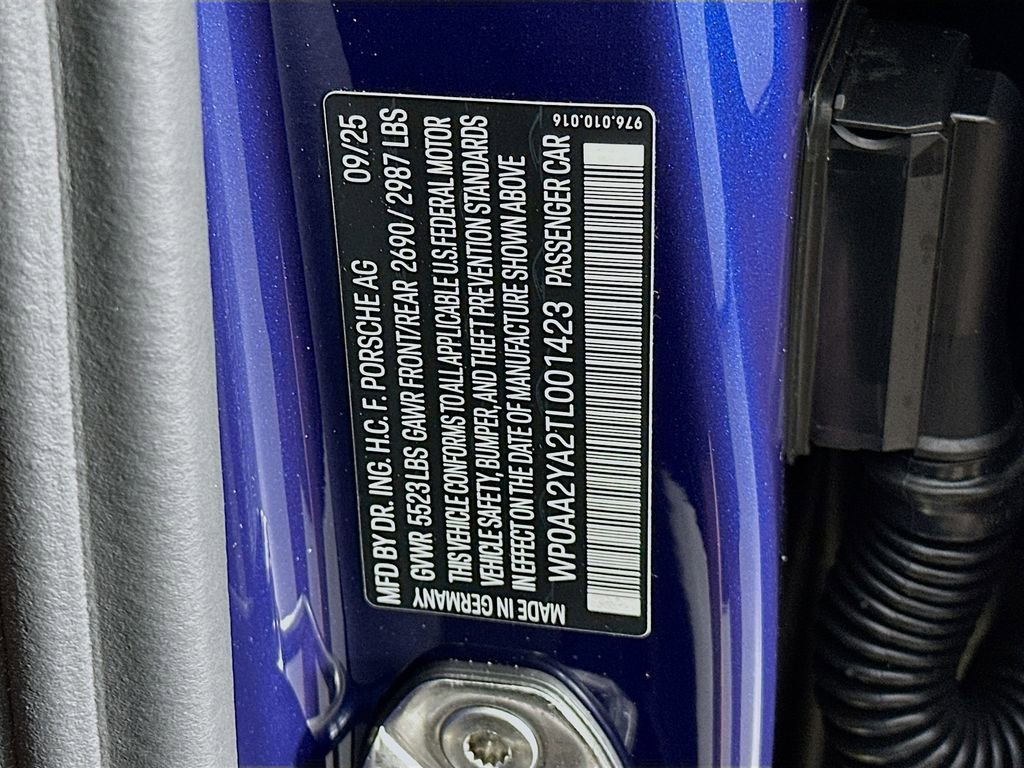 MFD BY DR. ING. H.C. F. PORSCHE AG 09/25
GVWR 5523 LBS GAWR FRONT/REAR 2690 / 2987 LBS
THIS VEHICLE CONFORMS TO ALL APPLICABLE U.S. FEDERAL MOTOR
VEHICLE SAFETY, BUMPER, AND THEFT PREVENTION STANDARDS
IN EFFECT ON THE DATE OF MANUFACTURE SHOWN ABOVE
WP0AA2YA2TL001423 PASSENGER CAR
MADE IN GERMANY
976.010.016